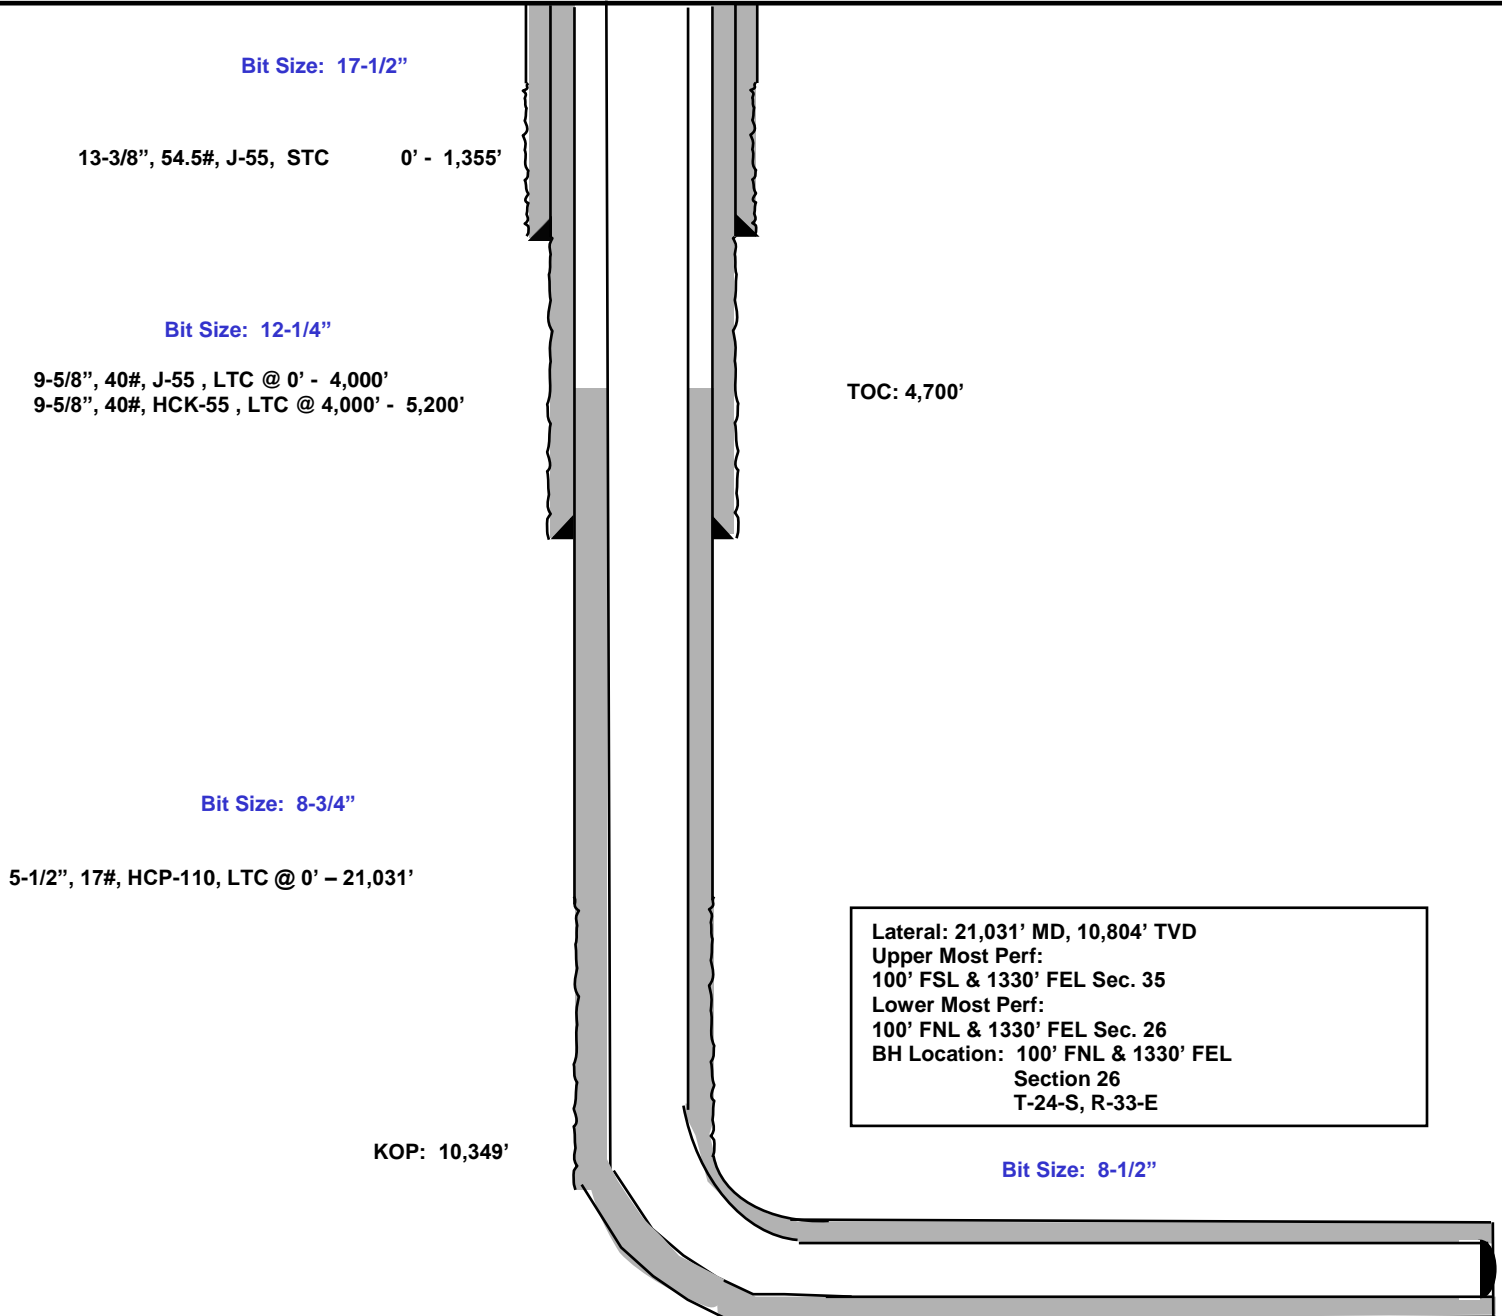 Bit Size: 17-1/2”
13-3/8”, 54.5#, J-55, STC 0’ - 1,355’
Bit Size: 12-1/4”
9-5/8”, 40#, J-55 , LTC @ 0’ - 4,000’
9-5/8”, 40#, HCK-55 , LTC @ 4,000’ - 5,200’
TOC: 4,700’
Bit Size: 8-3/4”
5-1/2”, 17#, HCP-110, LTC @ 0’ – 21,031’
Lateral: 21,031’ MD, 10,804’ TVD
Upper Most Perf:
100’ FSL & 1330’ FEL Sec. 35
Lower Most Perf:
100’ FNL & 1330’ FEL Sec. 26
BH Location: 100’ FNL & 1330’ FEL
Section 26
T-24-S, R-33-E
KOP: 10,349’
Bit Size: 8-1/2”